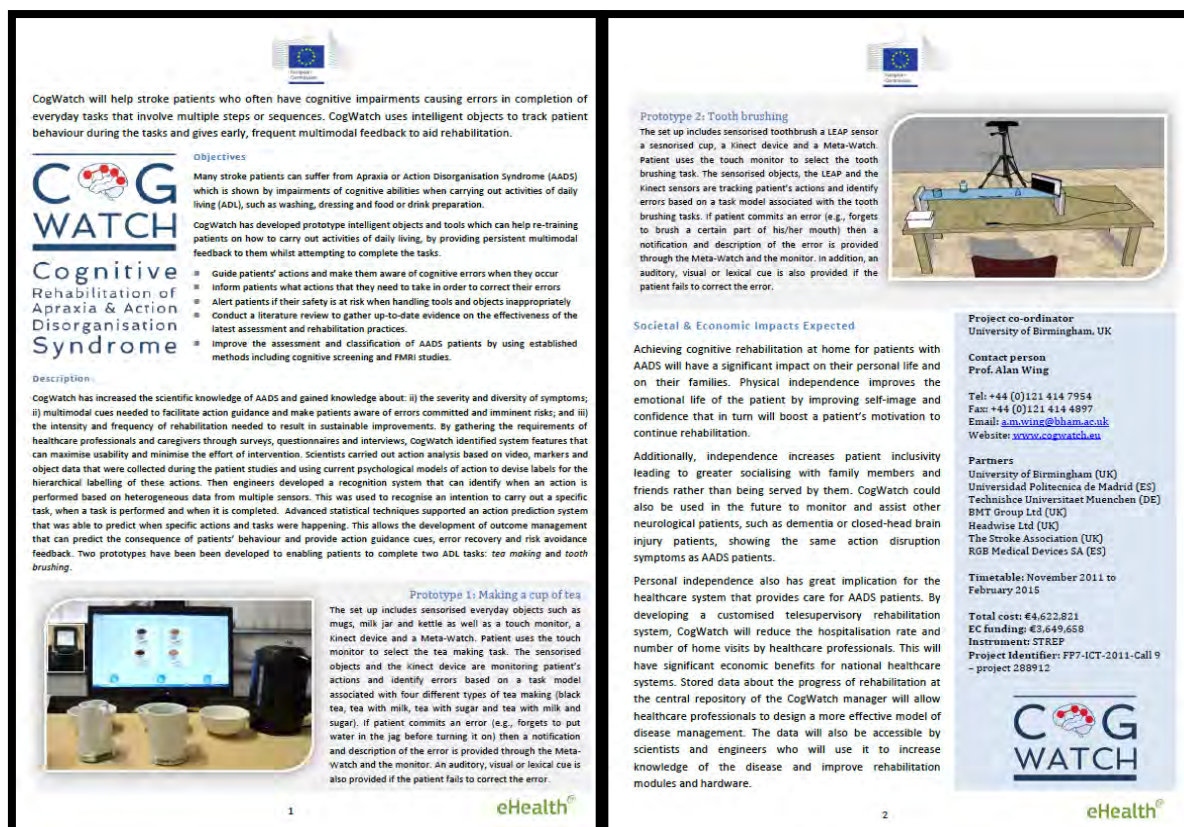 European
Commission
CogWatch will help stroke patients who often have cognitive impairments causing errors in completion of
everyday tasks that involve multiple steps or sequences. CogWatch uses intelligent objects to track patient
behaviour during the tasks and gives early, frequent multimodal feedback to aid rehabilitation.
COG
WATCH
Cognitive
Rehabilitation of
Apraxia & Action
Disorganisation
Syndrome
Objectives
Many stroke patients can suffer from Apraxia or Action Disorganisation Syndrome (AADS)
which is shown by impairments of cognitive abilities when carrying out activities of daily
living (ADL), such as washing, dressing and food or drink preparation.
CogWatch has developed prototype intelligent objects and tools which can help re-training
patients on how to carry out activities of daily living, by providing persistent multimodal
feedback to them whilst attempting to complete the tasks.
Guide patients' actions and make them aware of cognitive errors when they occur
Inform patients what actions that they need to take in order to correct their errors
Alert patients if their safety is at risk when handling tools and objects inappropriately
Conduct a literature review to gather up-to-date evidence on the effectiveness of the
latest assessment and rehabilitation practices.
Improve the assessment and classification of AADS patients by using established
methods including cognitive screening and FMRI studies.
Description
CogWatch has increased the scientific knowledge of AADS and gained knowledge about: ii) the severity and diversity of symptoms;
ii) multimodal cues needed to facilitate action guidance and make patients aware of errors committed and imminent risks; and iii)
the intensity and frequency of rehabilitation needed to result in sustainable improvements. By gathering the requirements of
healthcare professionals and caregivers through surveys, questionnaires and interviews, CogWatch identified system features that
can maximise usability and minimise the effort of intervention. Scientists carried out action analysis based on video, markers and
object data that were collected during the patient studies and using current psychological models of action to devise labels for the
hierarchical labelling of these actions. Then engineers developed a recognition system that can identify when an action is
performed based on heterogeneous data from multiple sensors. This was used to recognise an intention to carry out a specific
task, when a task is performed and when it is completed. Advanced statistical techniques supported an action prediction system
that was able to predict when specific actions and tasks were happening. This allows the development of outcome management
that can predict the consequence of patients' behaviour and provide action guidance cues, error recovery and risk avoidance
feedback. Two prototypes have been been developed to enabling patients to complete two ADL tasks: tea making and tooth
brushing.
Prototype 1: Making a cup of tea
The set up includes sensorised everyday objects such as
mugs, milk jar and kettle as well as a touch monitor, a
Kinect device and a Meta-Watch. Patient uses the touch
monitor to select the tea making task. The sensorised
objects and the Kinect device are monitoring patient's
actions and identify errors based on a task model
associated with four different types of tea making (black
tea, tea with milk, tea with sugar and tea with milk and
sugar). If patient commits an error (e.g., forgets to put
water in the jag before turning it on) then a notification
and description of the error is provided through the Meta-
Watch and the monitor. An auditory, visual or lexical cue is
also provided if the patient fails to correct the error.
1
eHealth
European
Commission
Prototype 2: Tooth brushing
The set up includes sensorised toothbrush a LEAP sensor
a sesnorised cup, a Kinect device and a Meta-Watch.
Patient uses the touch monitor to select the tooth
brushing task. The sensorised objects, the LEAP and the
Kinect sensors are tracking patient's actions and identify
errors based on a task model associated with the tooth
brushing tasks. If patient commits an error (e.g., forgets
to brush a certain part of his/her mouth) then a
notification and description of the error is provided
through the Meta-Watch and the monitor. In addition, an
auditory, visual or lexical cue is also provided if the
patient fails to correct the error.
Societal & Economic Impacts Expected
Achieving cognitive rehabilitation at home for patients with
AADS will have a significant impact on their personal life and
on their families. Physical independence improves the
emotional life of the patient by improving self-image and
confidence that in turn will boost a patient's motivation to
continue rehabilitation.
Additionally, independence increases patient inclusivity
leading to greater socialising with family members and
friends rather than being served by them. CogWatch could
also be used in the future to monitor and assist other
neurological patients, such as dementia or closed-head brain
injury patients, showing the same action disruption
symptoms as AADS patients.
Personal independence also has great implication for the
healthcare system that provides care for AADS patients. By
developing a customised telesupervisory rehabilitation
system, CogWatch will reduce the hospitalisation rate and
number of home visits by healthcare professionals. This will
have significant economic benefits for national healthcare
systems. Stored data about the progress of rehabilitation at
the central repository of the CogWatch manager will allow
healthcare professionals to design a more effective model of
disease management. The data will also be accessible by
scientists and engineers who will use it to increase
knowledge of the disease and improve rehabilitation
modules and hardware.
Project co-ordinator
University of Birmingham, UK
Contact person
Prof. Alan Wing
Tel: +44 (0)121 414 7954
Fax: +44 (0)121 414 4897
Email: a.m.wing@bham.ac.uk
Website: www.cogwatch.eu
Partners
University of Birmingham (UK)
Universidad Politecnica de Madrid (ES)
Technishce Universitaet Muenchen (DE)
BMT Group Ltd (UK)
Headwise Ltd (UK)
The Stroke Association (UK)
RGB Medical Devices SA (ES)
Timetable: November 2011 to
February 2015
Total cost: €4,622,821
EC funding: €3,649,658
Instrument: STREP
Project Identifier: FP7-ICT-2011-Call 9
– project 288912
COG
WATCH
2
eHealth